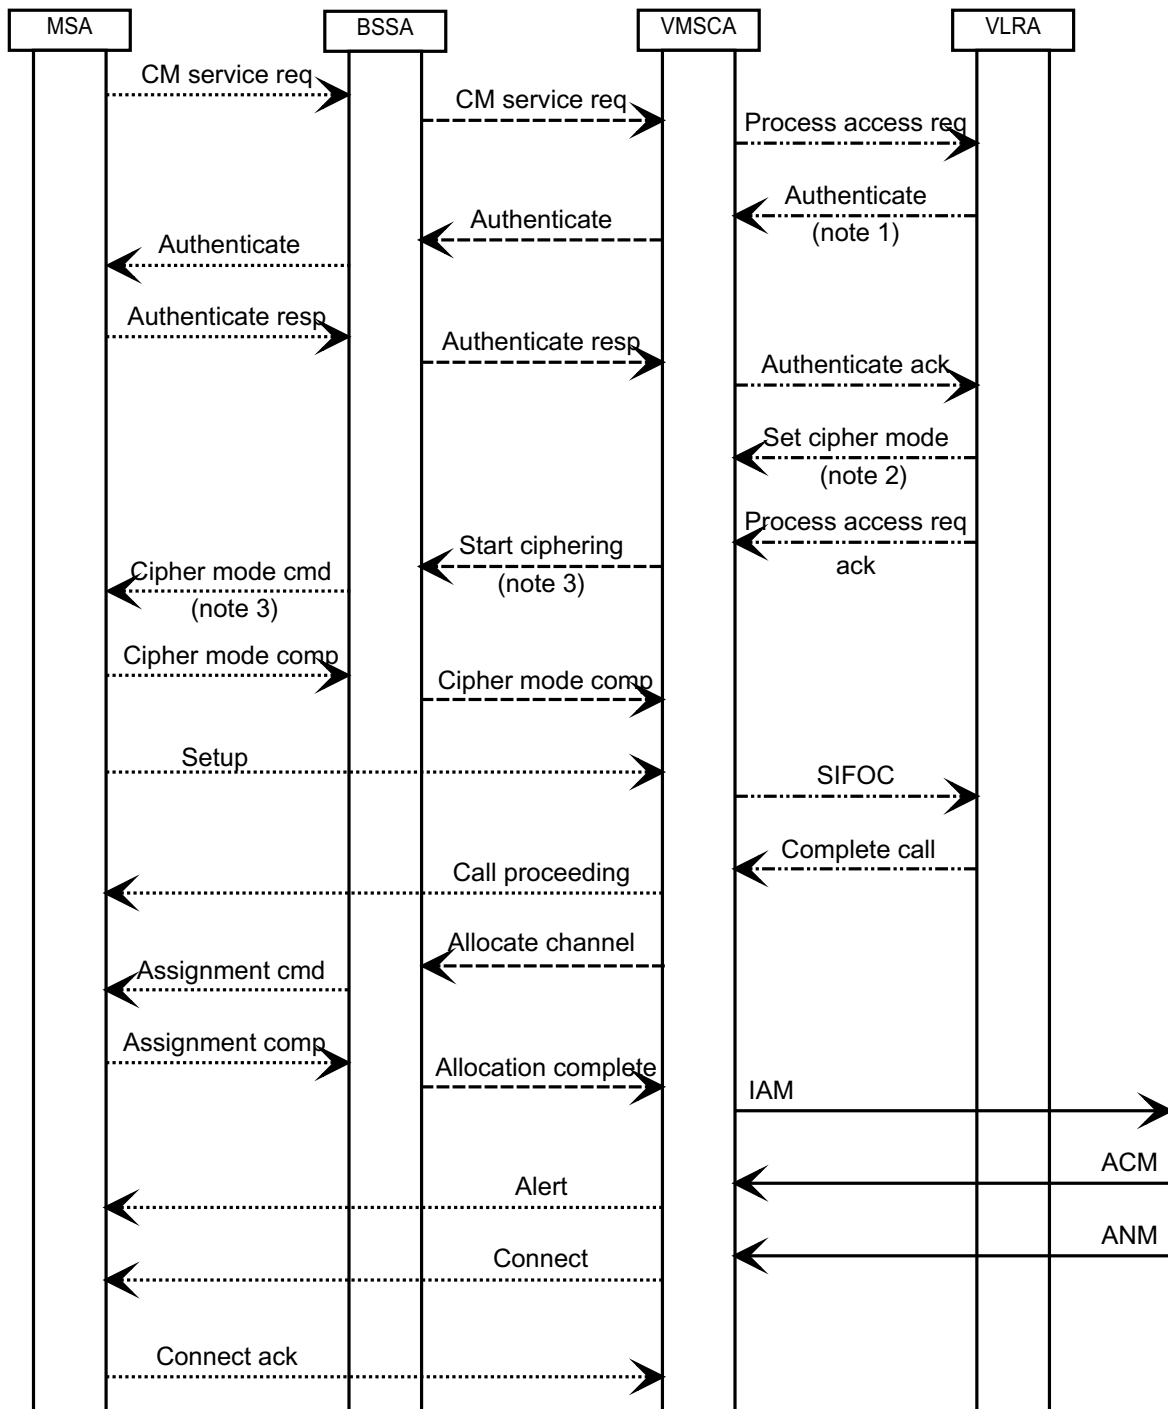 MSA
BSSA
VMSCA
VLRA
CM service req
CM service req
Process access req
Authenticate
(note 1)
Authenticate
Authenticate
Authenticate resp
Authenticate resp
Authenticate ack
Set cipher mode
(note 2)
Process access req
ack
Start ciphering
(note 3)
Cipher mode cmd
(note 3)
Cipher mode comp
Cipher mode comp
Setup
SIFOC
Complete call
Call proceeding
Allocate channel
Assignment cmd
Assignment comp
Allocation complete
IAM
ACM
Alert
ANM
Connect
Connect ack